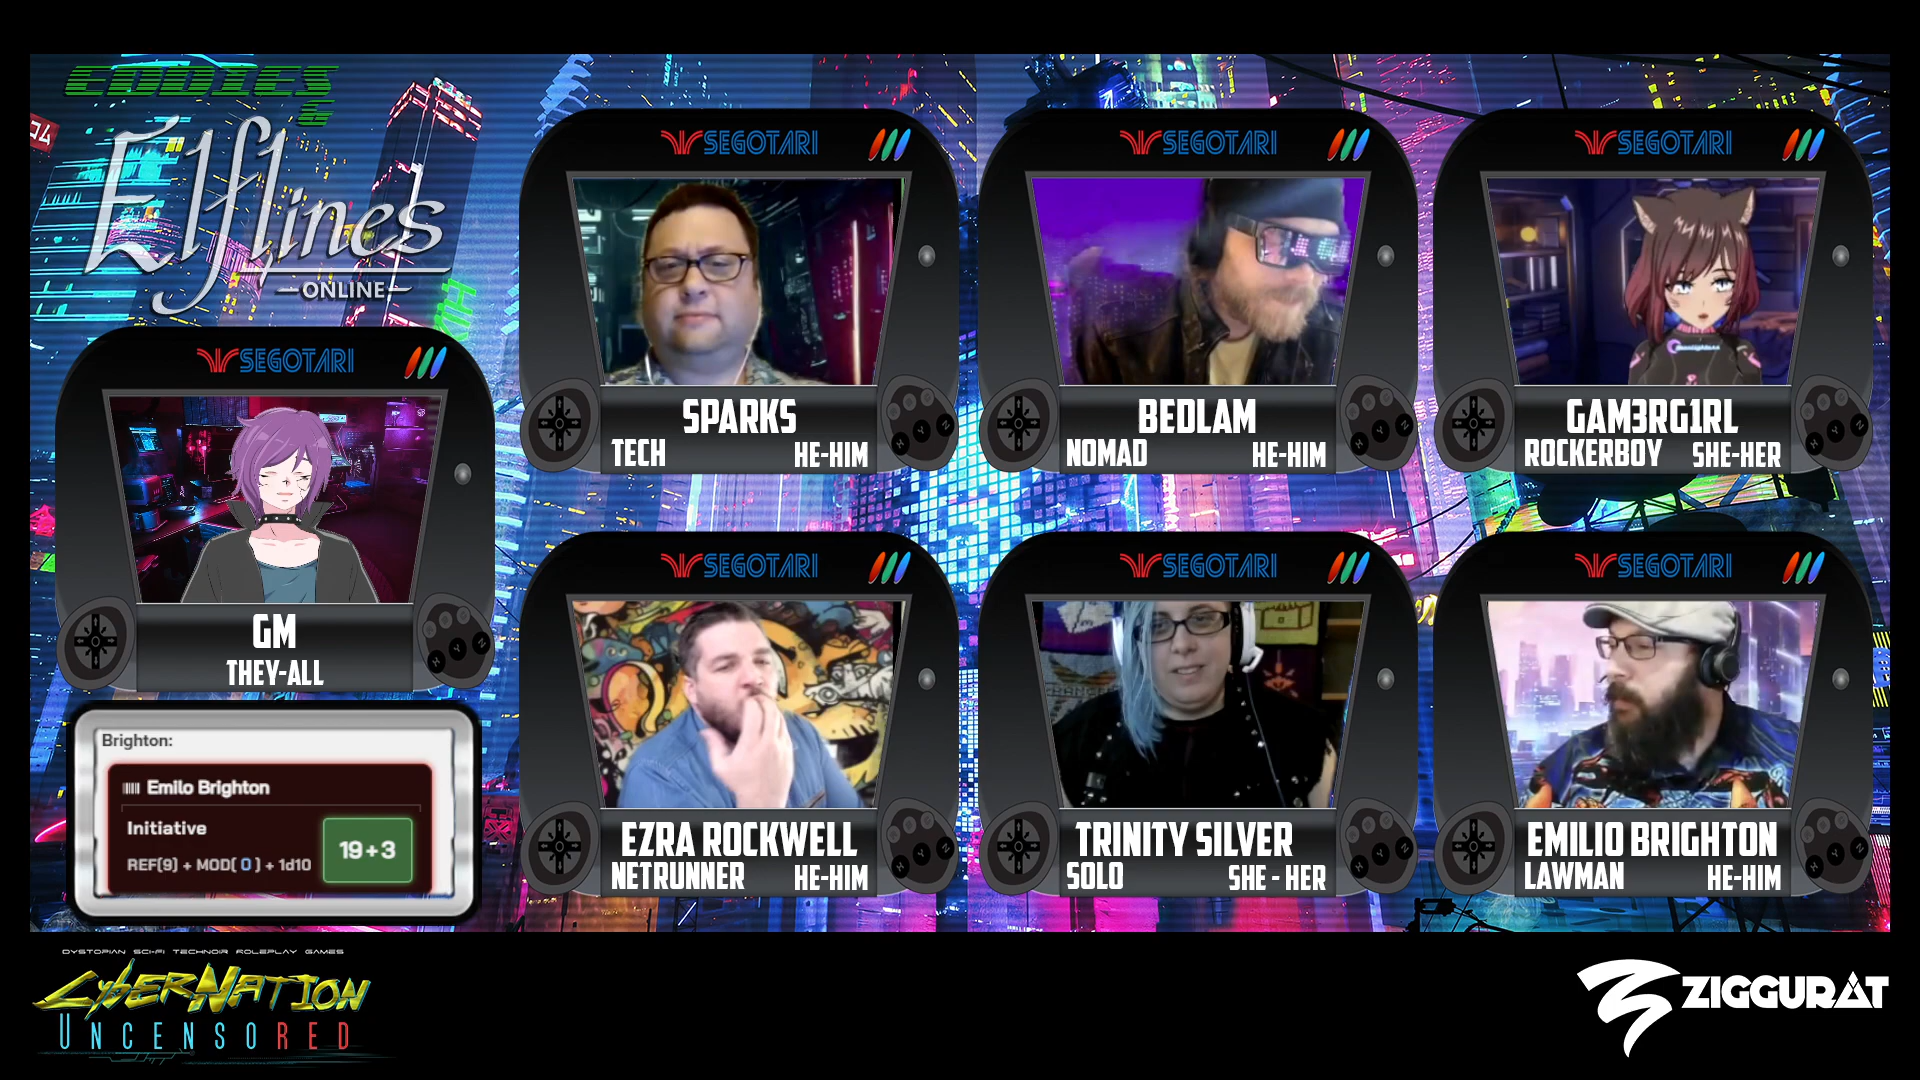 EDDIES
&
Elflines
ONLINE
SEGOTARI
GM
THEY-ALL
Brighton:
Emilo Brighton
Initiative
REF(9) + MOD( 0 ) + 1d10
19+3
SEGOTARI
SPARKS
TECH HE-HIM
SEGOTARI
BEDLAM
NOMAD HE-HIM
SEGOTARI
GAM3RG1RL
ROCKERBOY SHE-HER
SEGOTARI
EZRA ROCKWELL
NETRUNNER HE-HIM
SEGOTARI
TRINITY SILVER
SOLO SHE - HER
SEGOTARI
EMILIO BRIGHTON
LAWMAN HE-HIM
DYSTOPIAN SCI-FI TECHNOIR ROLEPLAY GAMES
CYBERNATION
UNCENSORED
ZIGGURAT